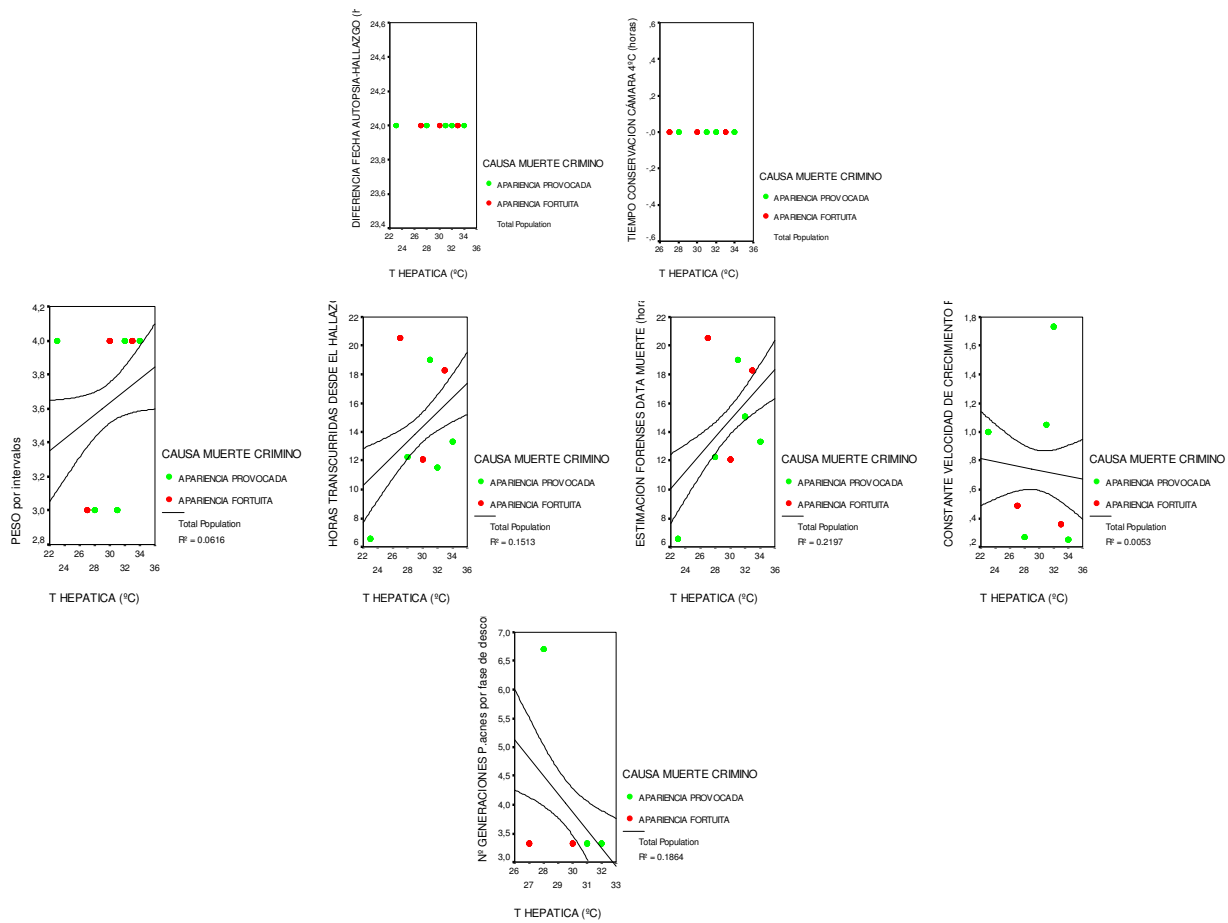 DIFERENCIA FECHA AUTOPSIA-HALLAZGO
24,6
24,4
24,2
24,0
23,8
23,6
23,4
22 26 30 34
24 28 32 36
T HEPATICA (ºC)
CAUSA MUERTE CRIMINO
APARIENCIA PROVOCADA
APARIENCIA FORTUITA
Total Population
TIEMPO CONSERVACION CÁMARA 4ºC (horas)
,6
,4
,2
-,0
-,2
-,4
-,6
26 30 34
28 32 36
T HEPATICA (ºC)
CAUSA MUERTE CRIMINO
APARIENCIA PROVOCADA
APARIENCIA FORTUITA
Total Population
PESO por intervalos
4,2
4,0
3,8
3,6
3,4
3,2
3,0
2,8
22 26 30 34
24 28 32 36
T HEPATICA (ºC)
CAUSA MUERTE CRIMINO
APARIENCIA PROVOCADA
APARIENCIA FORTUITA
Total Population
R² = 0.0616
HORAS TRANSCURRIDAS DESDE EL
22
20
18
16
14
12
10
8
6
22 26 30 34
24 28 32 36
T HEPATICA (ºC)
CAUSA MUERTE CRIMINO
APARIENCIA PROVOCADA
APARIENCIA FORTUITA
Total Population
R² = 0.1513
ESTIMACION FORENSES DATA MUERTE
22
20
18
16
14
12
10
8
6
22 26 30 34
24 28 32 36
T HEPATICA (ºC)
CAUSA MUERTE CRIMINO
APARIENCIA PROVOCADA
APARIENCIA FORTUITA
Total Population
R² = 0.2197
CONSTANTE VELOCIDAD DE CRECIMIENTO
1,8
1,6
1,4
1,2
1,0
,8
,6
,4
,2
22 26 30 34
24 28 32 36
T HEPATICA (ºC)
CAUSA MUERTE CRIMINO
APARIENCIA PROVOCADA
APARIENCIA FORTUITA
Total Population
R² = 0.0053
Nº GENERACIONES P.acnes por fase de
7,0
6,5
6,0
5,5
5,0
4,5
4,0
3,5
3,0
26 28 30 32
27 29 31 33
T HEPATICA (ºC)
CAUSA MUERTE CRIMINO
APARIENCIA PROVOCADA
APARIENCIA FORTUITA
Total Population
R² = 0.1864